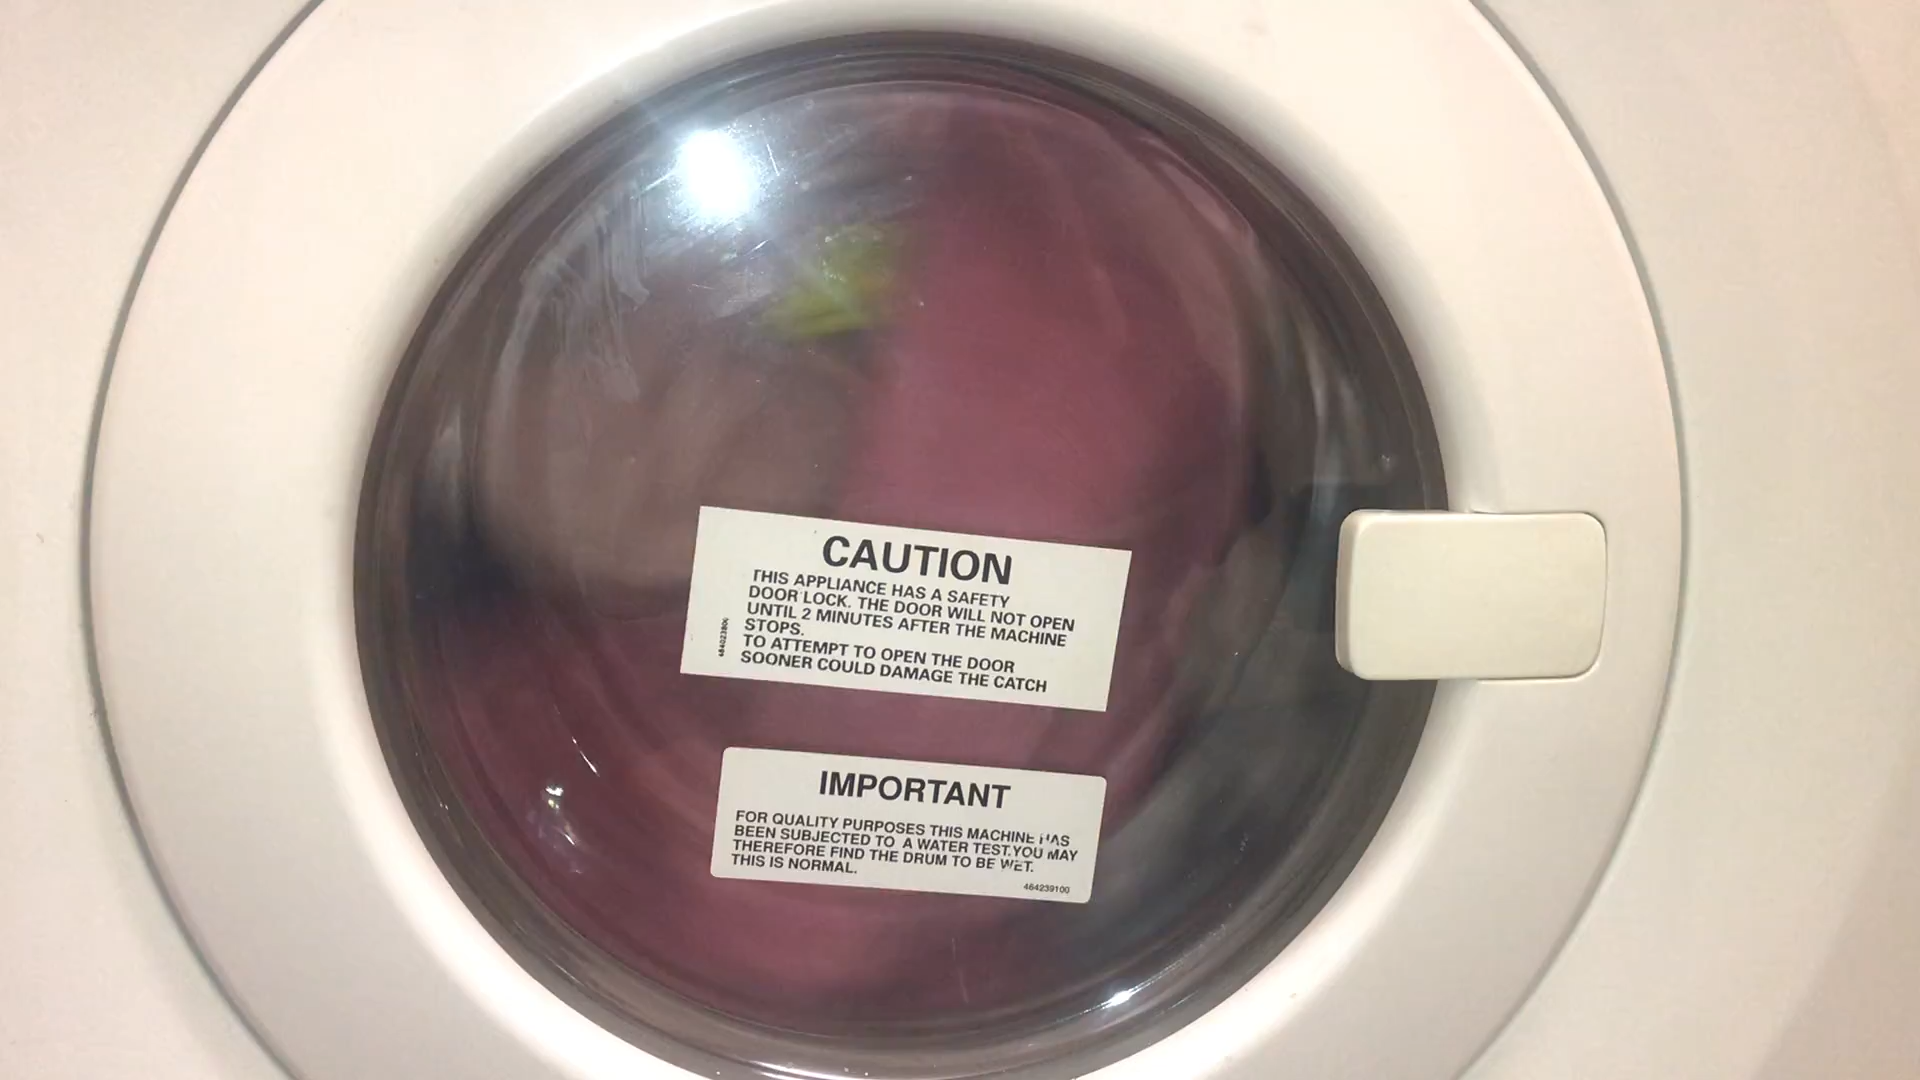 CAUTION
THIS APPLIANCE HAS A SAFETY
DOOR LOCK. THE DOOR WILL NOT OPEN
UNTIL 2 MINUTES AFTER THE MACHINE
STOPS.
TO ATTEMPT TO OPEN THE DOOR
SOONER COULD DAMAGE THE CATCH
IMPORTANT
FOR QUALITY PURPOSES THIS MACHINE HAS
BEEN SUBJECTED TO A WATER TEST.YOU MAY
THEREFORE FIND THE DRUM TO BE WET.
THIS IS NORMAL.
464239100